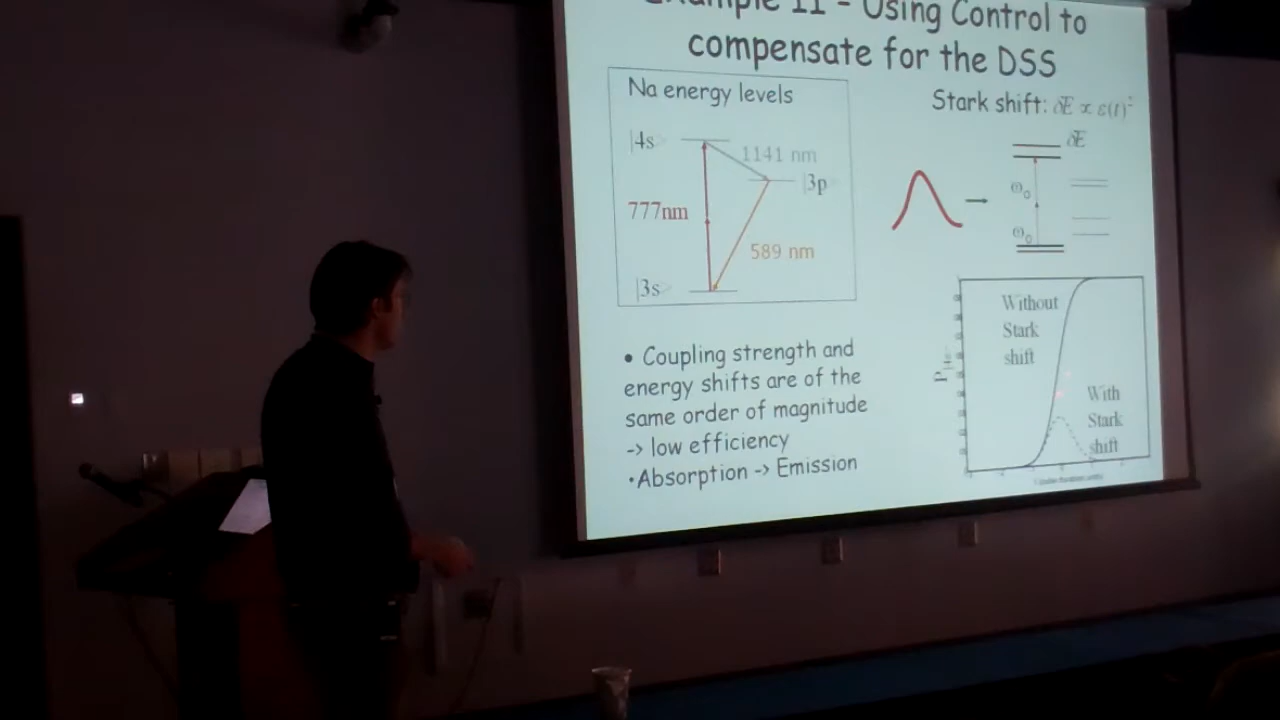 Example II - Using Control to
compensate for the DSS
Na energy levels
|4s>
1141 nm
|3p
777nm
589 nm
|3s>
Stark shift: δE ∝ ε(t)²
δE
ω₀
ω₀
• Coupling strength and
energy shifts are of the
same order of magnitude
-> low efficiency
•Absorption -> Emission
Without
Stark
shift
With
Stark
shift